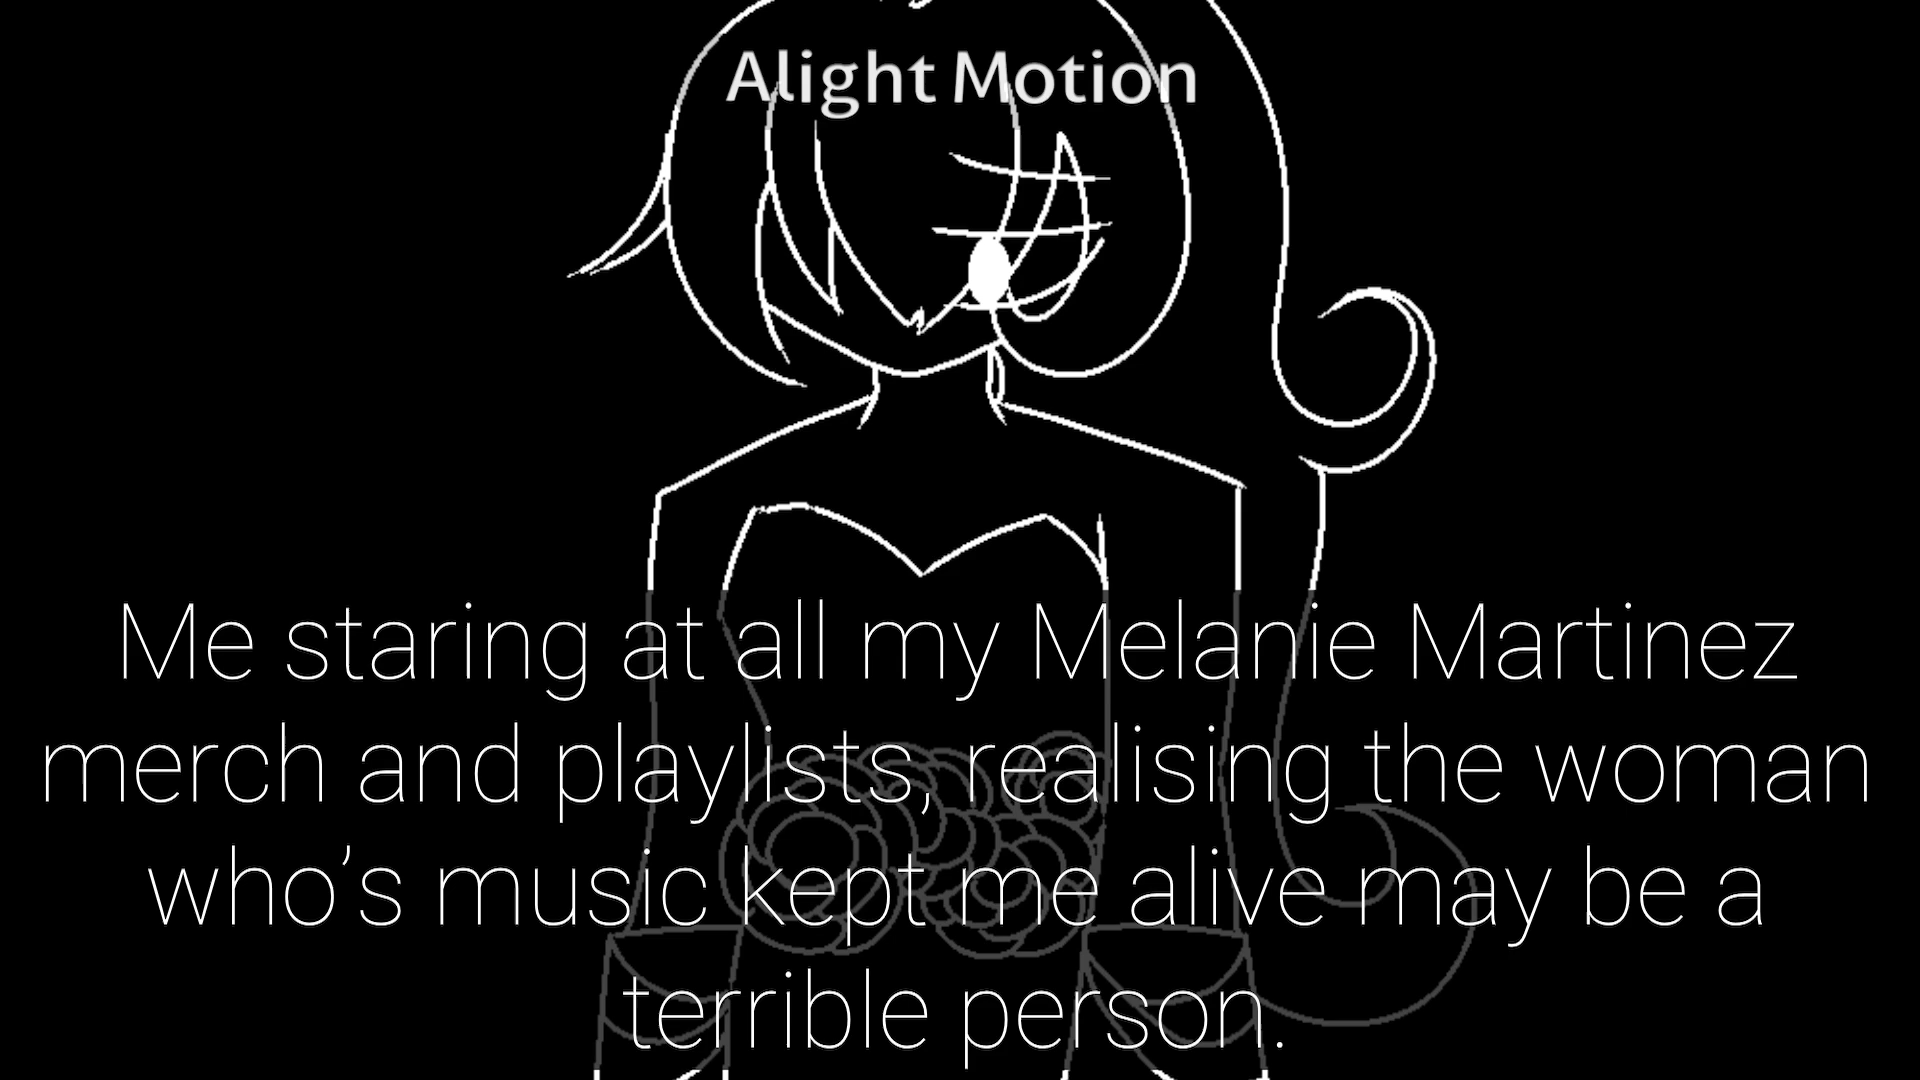 Alight Motion
Me staring at all my Melanie Martinez
merch and playlists, realising the woman
who's music kept me alive may be a
terrible person.